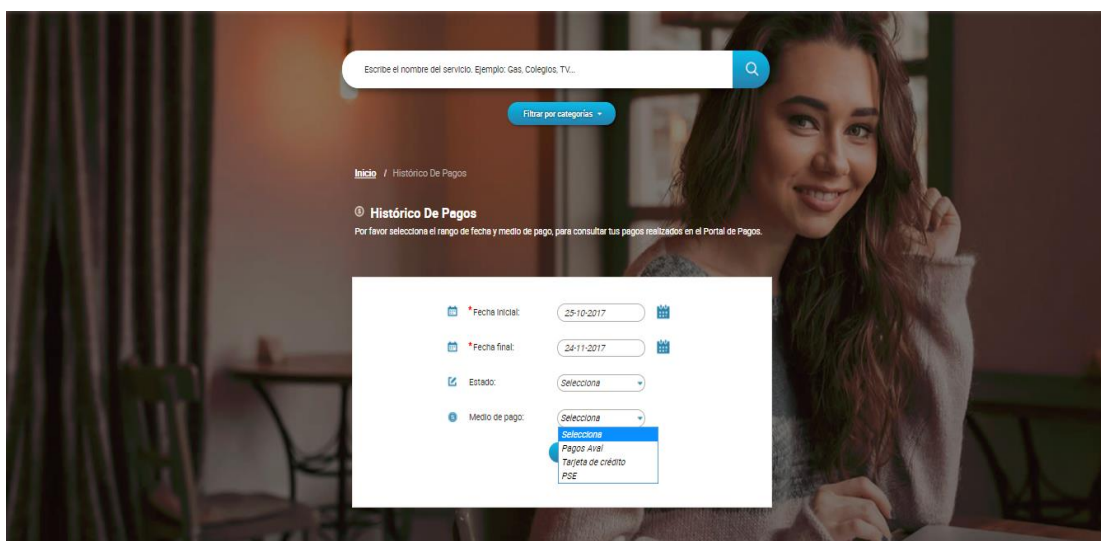 Escribe el nombre del servicio. Ejemplo: Gas, Colegios, TV...
Filtrar por categorías
Inicio / Histórico De Pagos
Histórico De Pagos
Por favor selecciona el rango de fecha y medio de pago, para consultar tus pagos realizados en el Portal de Pagos.
*Fecha Inicial: 25-10-2017
*Fecha final: 24-11-2017
Estado: Selecciona
Medio de pago: Selecciona
Selecciona
Pagos Aval
Tarjeta de crédito
PSE